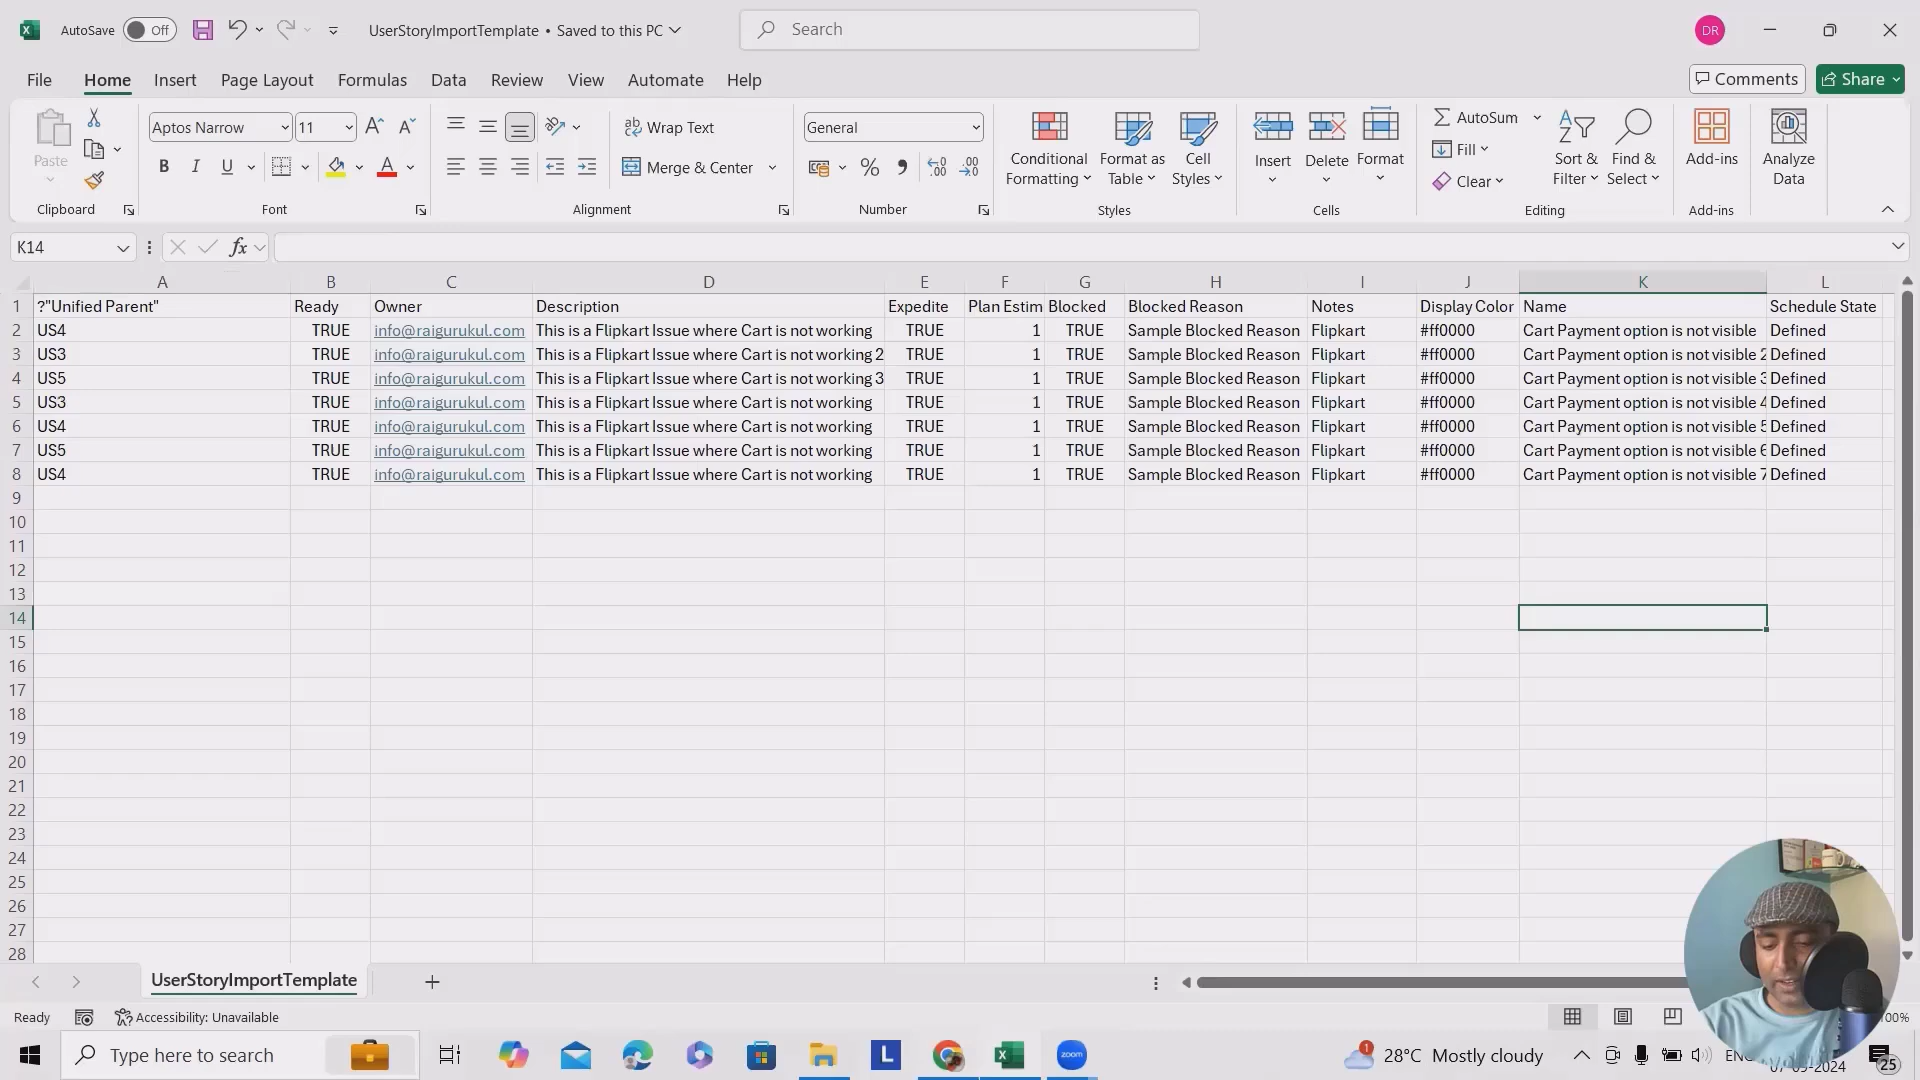 AutoSave Off UserStoryImportTemplate • Saved to this PC Search DR
File Home Insert Page Layout Formulas Data Review View Automate Help Comments Share
Paste
Clipboard
Aptos Narrow 11
B I U
Font
Wrap Text
Merge & Center
Alignment
General
Number
Conditional Formatting
Format as Table
Cell Styles
Styles
Insert Delete Format
Cells
AutoSum
Fill
Clear
Sort & Filter
Find & Select
Editing
Add-ins
Add-ins
Analyze Data
K14 fx
A B C D E F G H I J K L
1 ?"Unified Parent" Ready Owner Description Expedite Plan Estim Blocked Blocked Reason Notes Display Color Name Schedule State
2 US4 TRUE info@raigurukul.com This is a Flipkart Issue where Cart is not working TRUE 1 TRUE Sample Blocked Reason Flipkart #ff0000 Cart Payment option is not visible Defined
3 US3 TRUE info@raigurukul.com This is a Flipkart Issue where Cart is not working 2 TRUE 1 TRUE Sample Blocked Reason Flipkart #ff0000 Cart Payment option is not visible 2 Defined
4 US5 TRUE info@raigurukul.com This is a Flipkart Issue where Cart is not working 3 TRUE 1 TRUE Sample Blocked Reason Flipkart #ff0000 Cart Payment option is not visible 3 Defined
5 US3 TRUE info@raigurukul.com This is a Flipkart Issue where Cart is not working TRUE 1 TRUE Sample Blocked Reason Flipkart #ff0000 Cart Payment option is not visible 4 Defined
6 US4 TRUE info@raigurukul.com This is a Flipkart Issue where Cart is not working TRUE 1 TRUE Sample Blocked Reason Flipkart #ff0000 Cart Payment option is not visible 5 Defined
7 US5 TRUE info@raigurukul.com This is a Flipkart Issue where Cart is not working TRUE 1 TRUE Sample Blocked Reason Flipkart #ff0000 Cart Payment option is not visible 6 Defined
8 US4 TRUE info@raigurukul.com This is a Flipkart Issue where Cart is not working TRUE 1 TRUE Sample Blocked Reason Flipkart #ff0000 Cart Payment option is not visible 7 Defined
9
10
11
12
13
14
15
16
17
18
19
20
21
22
23
24
25
26
27
28
UserStoryImportTemplate
Ready Accessibility: Unavailable 100%
Type here to search L zoom 1 28°C Mostly cloudy ENG
25